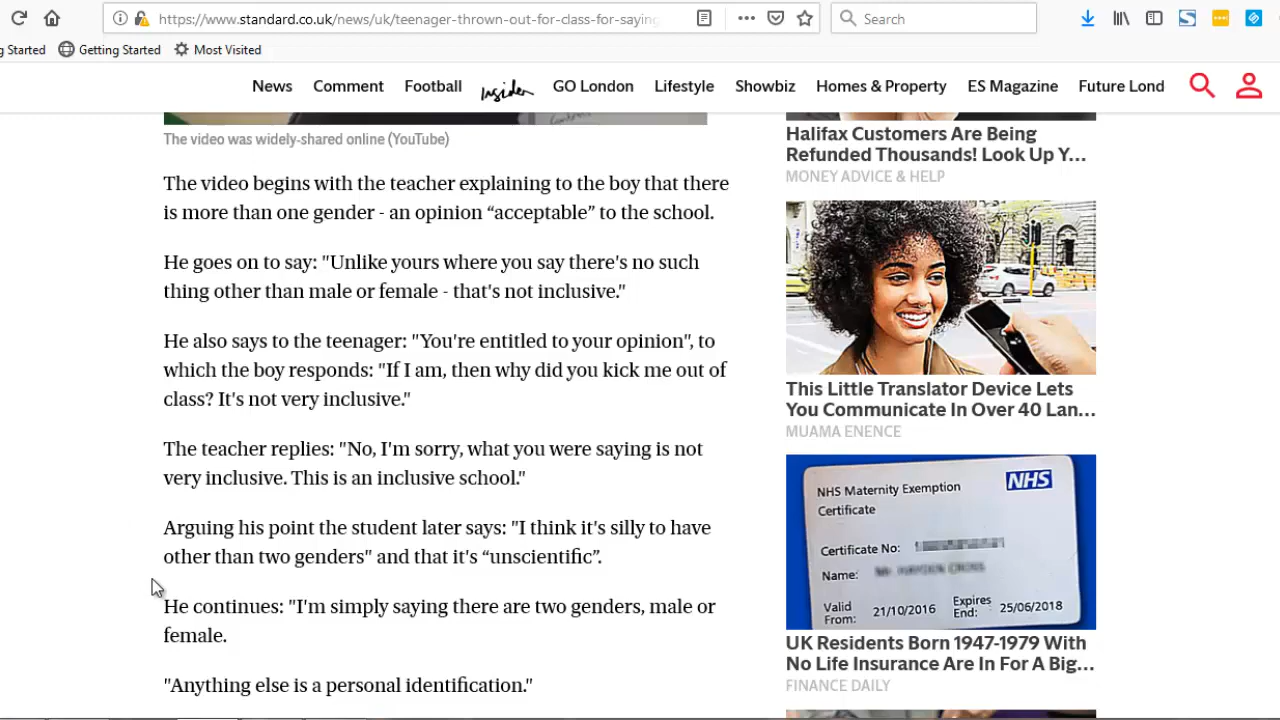 https://www.standard.co.uk/news/uk/teenager-thrown-out-for-class-for-saying
Search
g Started
Getting Started
Most Visited
News
Comment
Football
Insider
GO London
Lifestyle
Showbiz
Homes & Property
ES Magazine
Future Lond
The video was widely-shared online (YouTube)
The video begins with the teacher explaining to the boy that there
is more than one gender - an opinion “acceptable” to the school.
He goes on to say: "Unlike yours where you say there's no such
thing other than male or female - that's not inclusive."
He also says to the teenager: "You're entitled to your opinion", to
which the boy responds: "If I am, then why did you kick me out of
class? It's not very inclusive."
The teacher replies: "No, I'm sorry, what you were saying is not
very inclusive. This is an inclusive school."
Arguing his point the student later says: "I think it's silly to have
other than two genders" and that it's “unscientific”.
He continues: "I'm simply saying there are two genders, male or
female.
"Anything else is a personal identification."
Halifax Customers Are Being
Refunded Thousands! Look Up Y...
MONEY ADVICE & HELP
This Little Translator Device Lets
You Communicate In Over 40 Lan...
MUAMA ENENCE
NHS Maternity Exemption
Certificate
NHS
Certificate No:
Name:
Valid
From:
21/10/2016
Expires
End:
25/06/2018
UK Residents Born 1947-1979 With
No Life Insurance Are In For A Big...
FINANCE DAILY